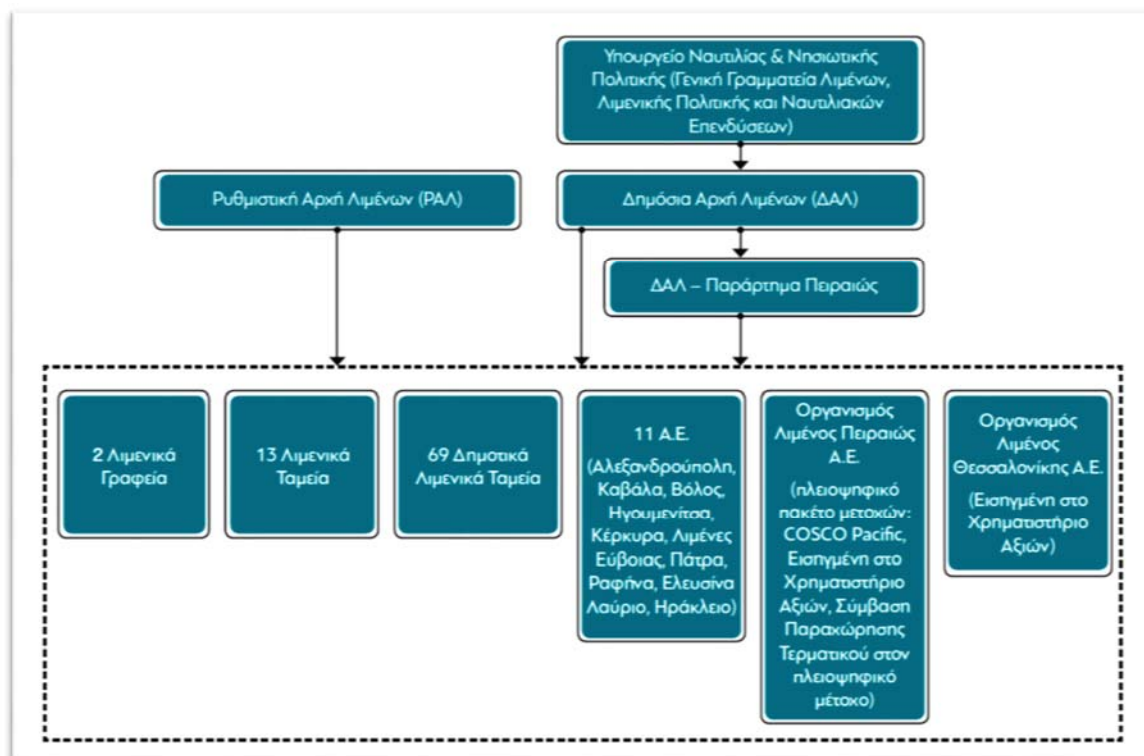 Υπουργείο Ναυτιλίας & Νησιωτικής
Πολιτικής (Γενική Γραμματεία Λιμένων,
Λιμενικής Πολιτικής και Ναυτιλιακών
Επενδύσεων)
Ρυθμιστική Αρχή Λιμένων (ΡΑΛ)
Δημόσια Αρχή Λιμένων (ΔΑΛ)
ΔΑΛ – Παράρτημα Πειραιώς
2 Λιμενικά
Γραφεία
13 Λιμενικά
Ταμεία
69 Δημοτικά
Λιμενικά Ταμεία
11 Α.Ε.
(Αλεξανδρούπολη,
Καβάλα, Βόλος,
Ηγουμενίτσα,
Κέρκυρα, Λιμένες
Εύβοιας, Πάτρα,
Ραφήνα, Ελευσίνα
Λαύριο, Ηράκλειο)
Οργανισμός
Λιμένος Πειραιώς
Α.Ε.
(πλειοψηφικό
πακέτο μετοχών:
COSCO Pacific,
Εισηγμένη στο
Χρηματιστήριο
Αξιών, Σύμβαση
Παραχώρησης
Τερματικού στον
πλειοψηφικό
μέτοχο)
Οργανισμός
Λιμένος
Θεσσαλονίκης Α.Ε.
(Εισηγμένη στο
Χρηματιστήριο
Αξιών)